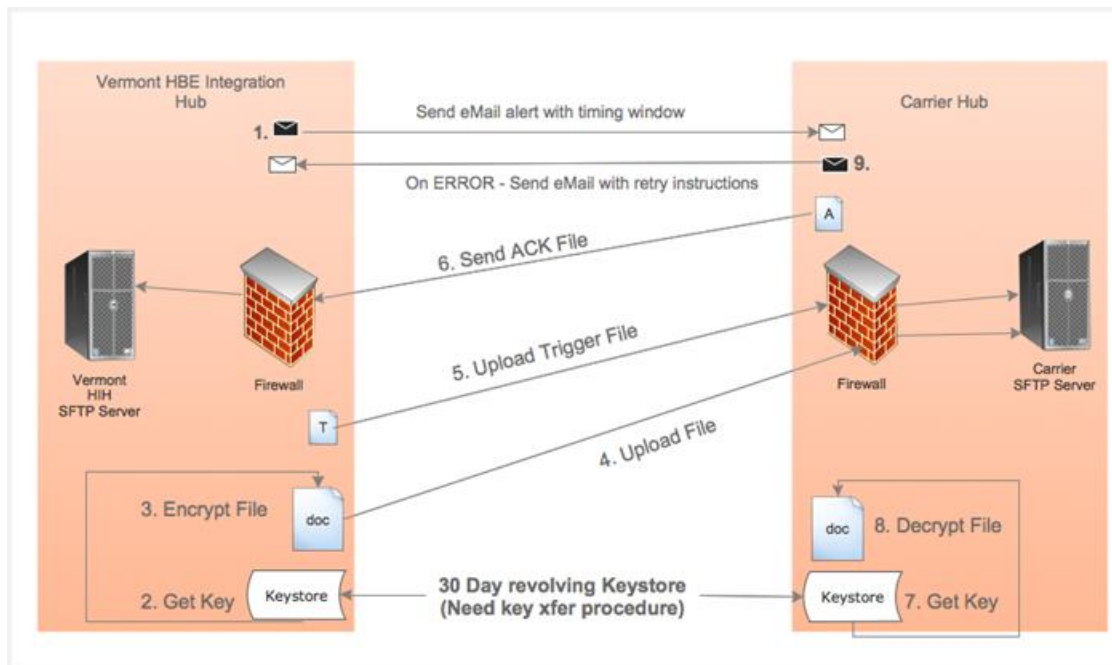 Vermont HBE Integration
Hub
Carrier Hub
Send eMail alert with timing window
1.
9.
On ERROR - Send eMail with retry instructions
A
6. Send ACK File
5. Upload Trigger File
Vermont
HIH
SFTP Server
Firewall
Firewall
Carrier
SFTP Server
T
4. Upload File
3. Encrypt File
doc
doc
8. Decrypt File
2. Get Key
Keystore
30 Day revolving Keystore
(Need key xfer procedure)
Keystore
7. Get Key